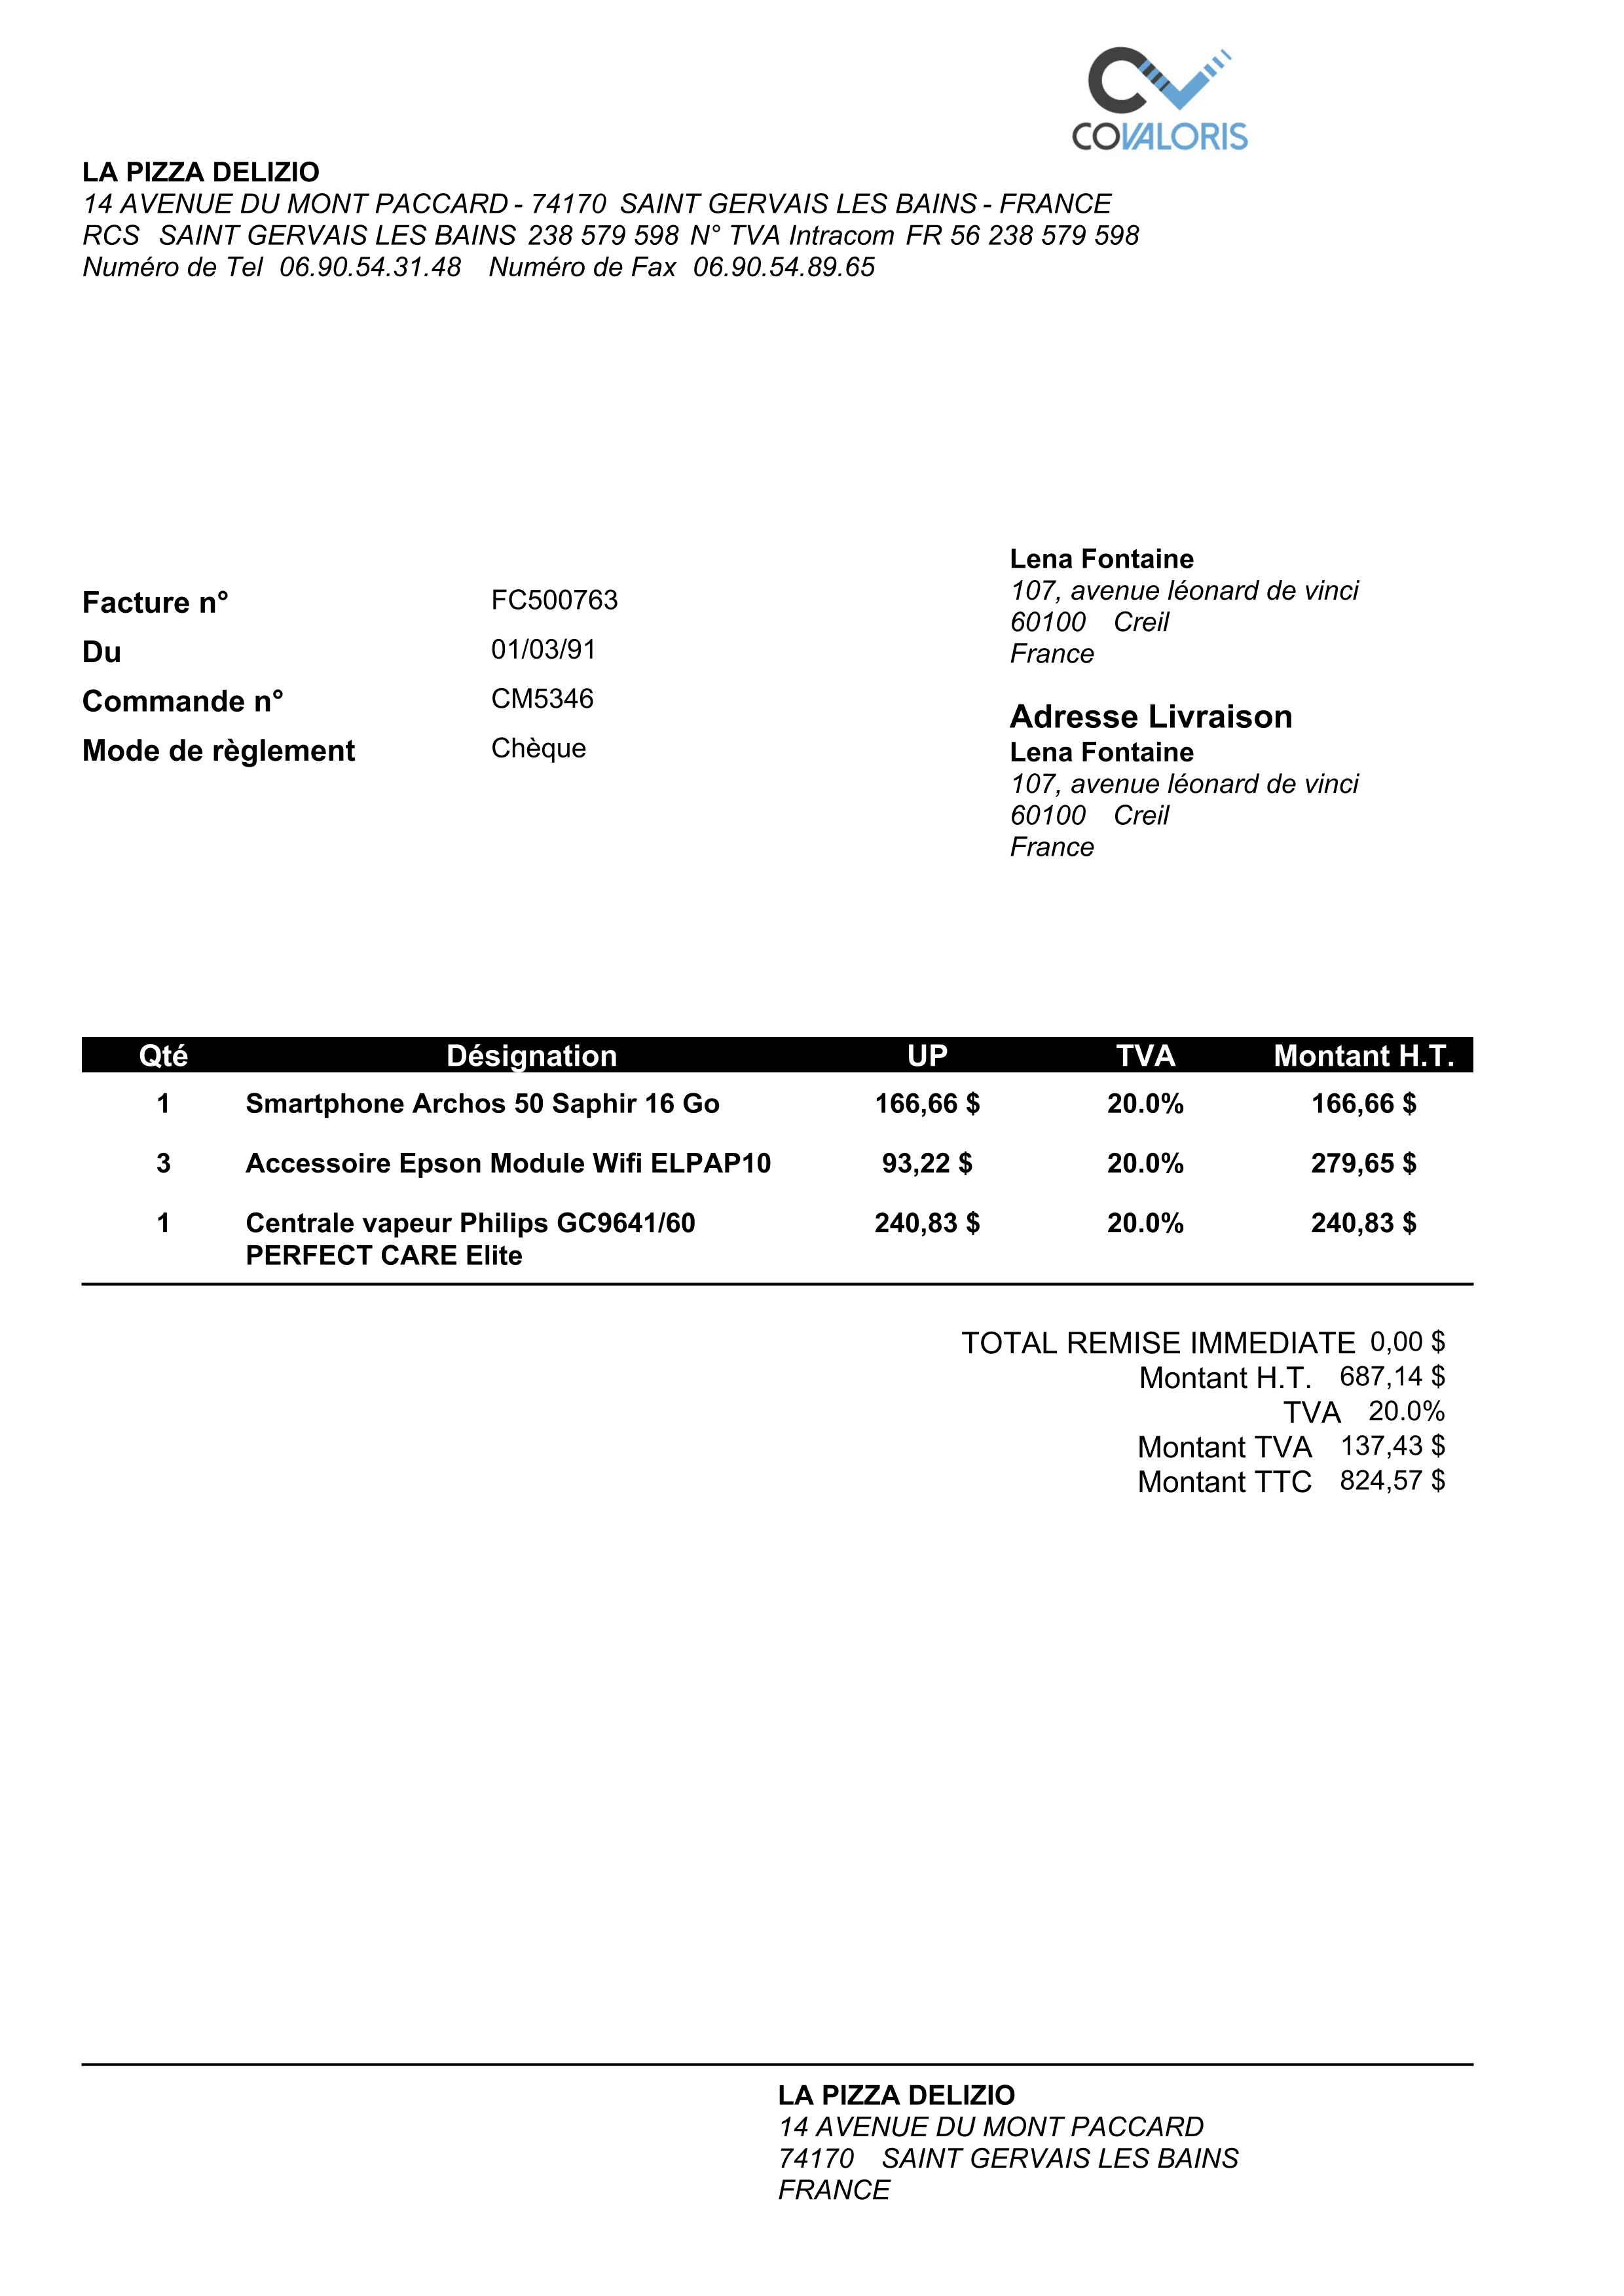 COVALORIS
LA PIZZA DELIZIO
14 AVENUE DU MONT PACCARD - 74170 SAINT GERVAIS LES BAINS - FRANCE
RCS SAINT GERVAIS LES BAINS 238 579 598 N° TVA Intracom FR 56 238 579 598
Numéro de Tel 06.90.54.31.48 Numéro de Fax 06.90.54.89.65
Lena Fontaine
107, avenue léonard de vinci
60100 Creil
France
Facture n° FC500763
Du 01/03/91
Commande n° CM5346
Mode de règlement Chèque
Adresse Livraison
Lena Fontaine
107, avenue léonard de vinci
60100 Creil
France
Qté Désignation UP TVA Montant H.T.
1 Smartphone Archos 50 Saphir 16 Go 166,66 $ 20.0% 166,66 $
3 Accessoire Epson Module Wifi ELPAP10 93,22 $ 20.0% 279,65 $
1 Centrale vapeur Philips GC9641/60 240,83 $ 20.0% 240,83 $
PERFECT CARE Elite
TOTAL REMISE IMMEDIATE 0,00 $
Montant H.T. 687,14 $
TVA 20.0%
Montant TVA 137,43 $
Montant TTC 824,57 $
LA PIZZA DELIZIO
14 AVENUE DU MONT PACCARD
74170 SAINT GERVAIS LES BAINS
FRANCE